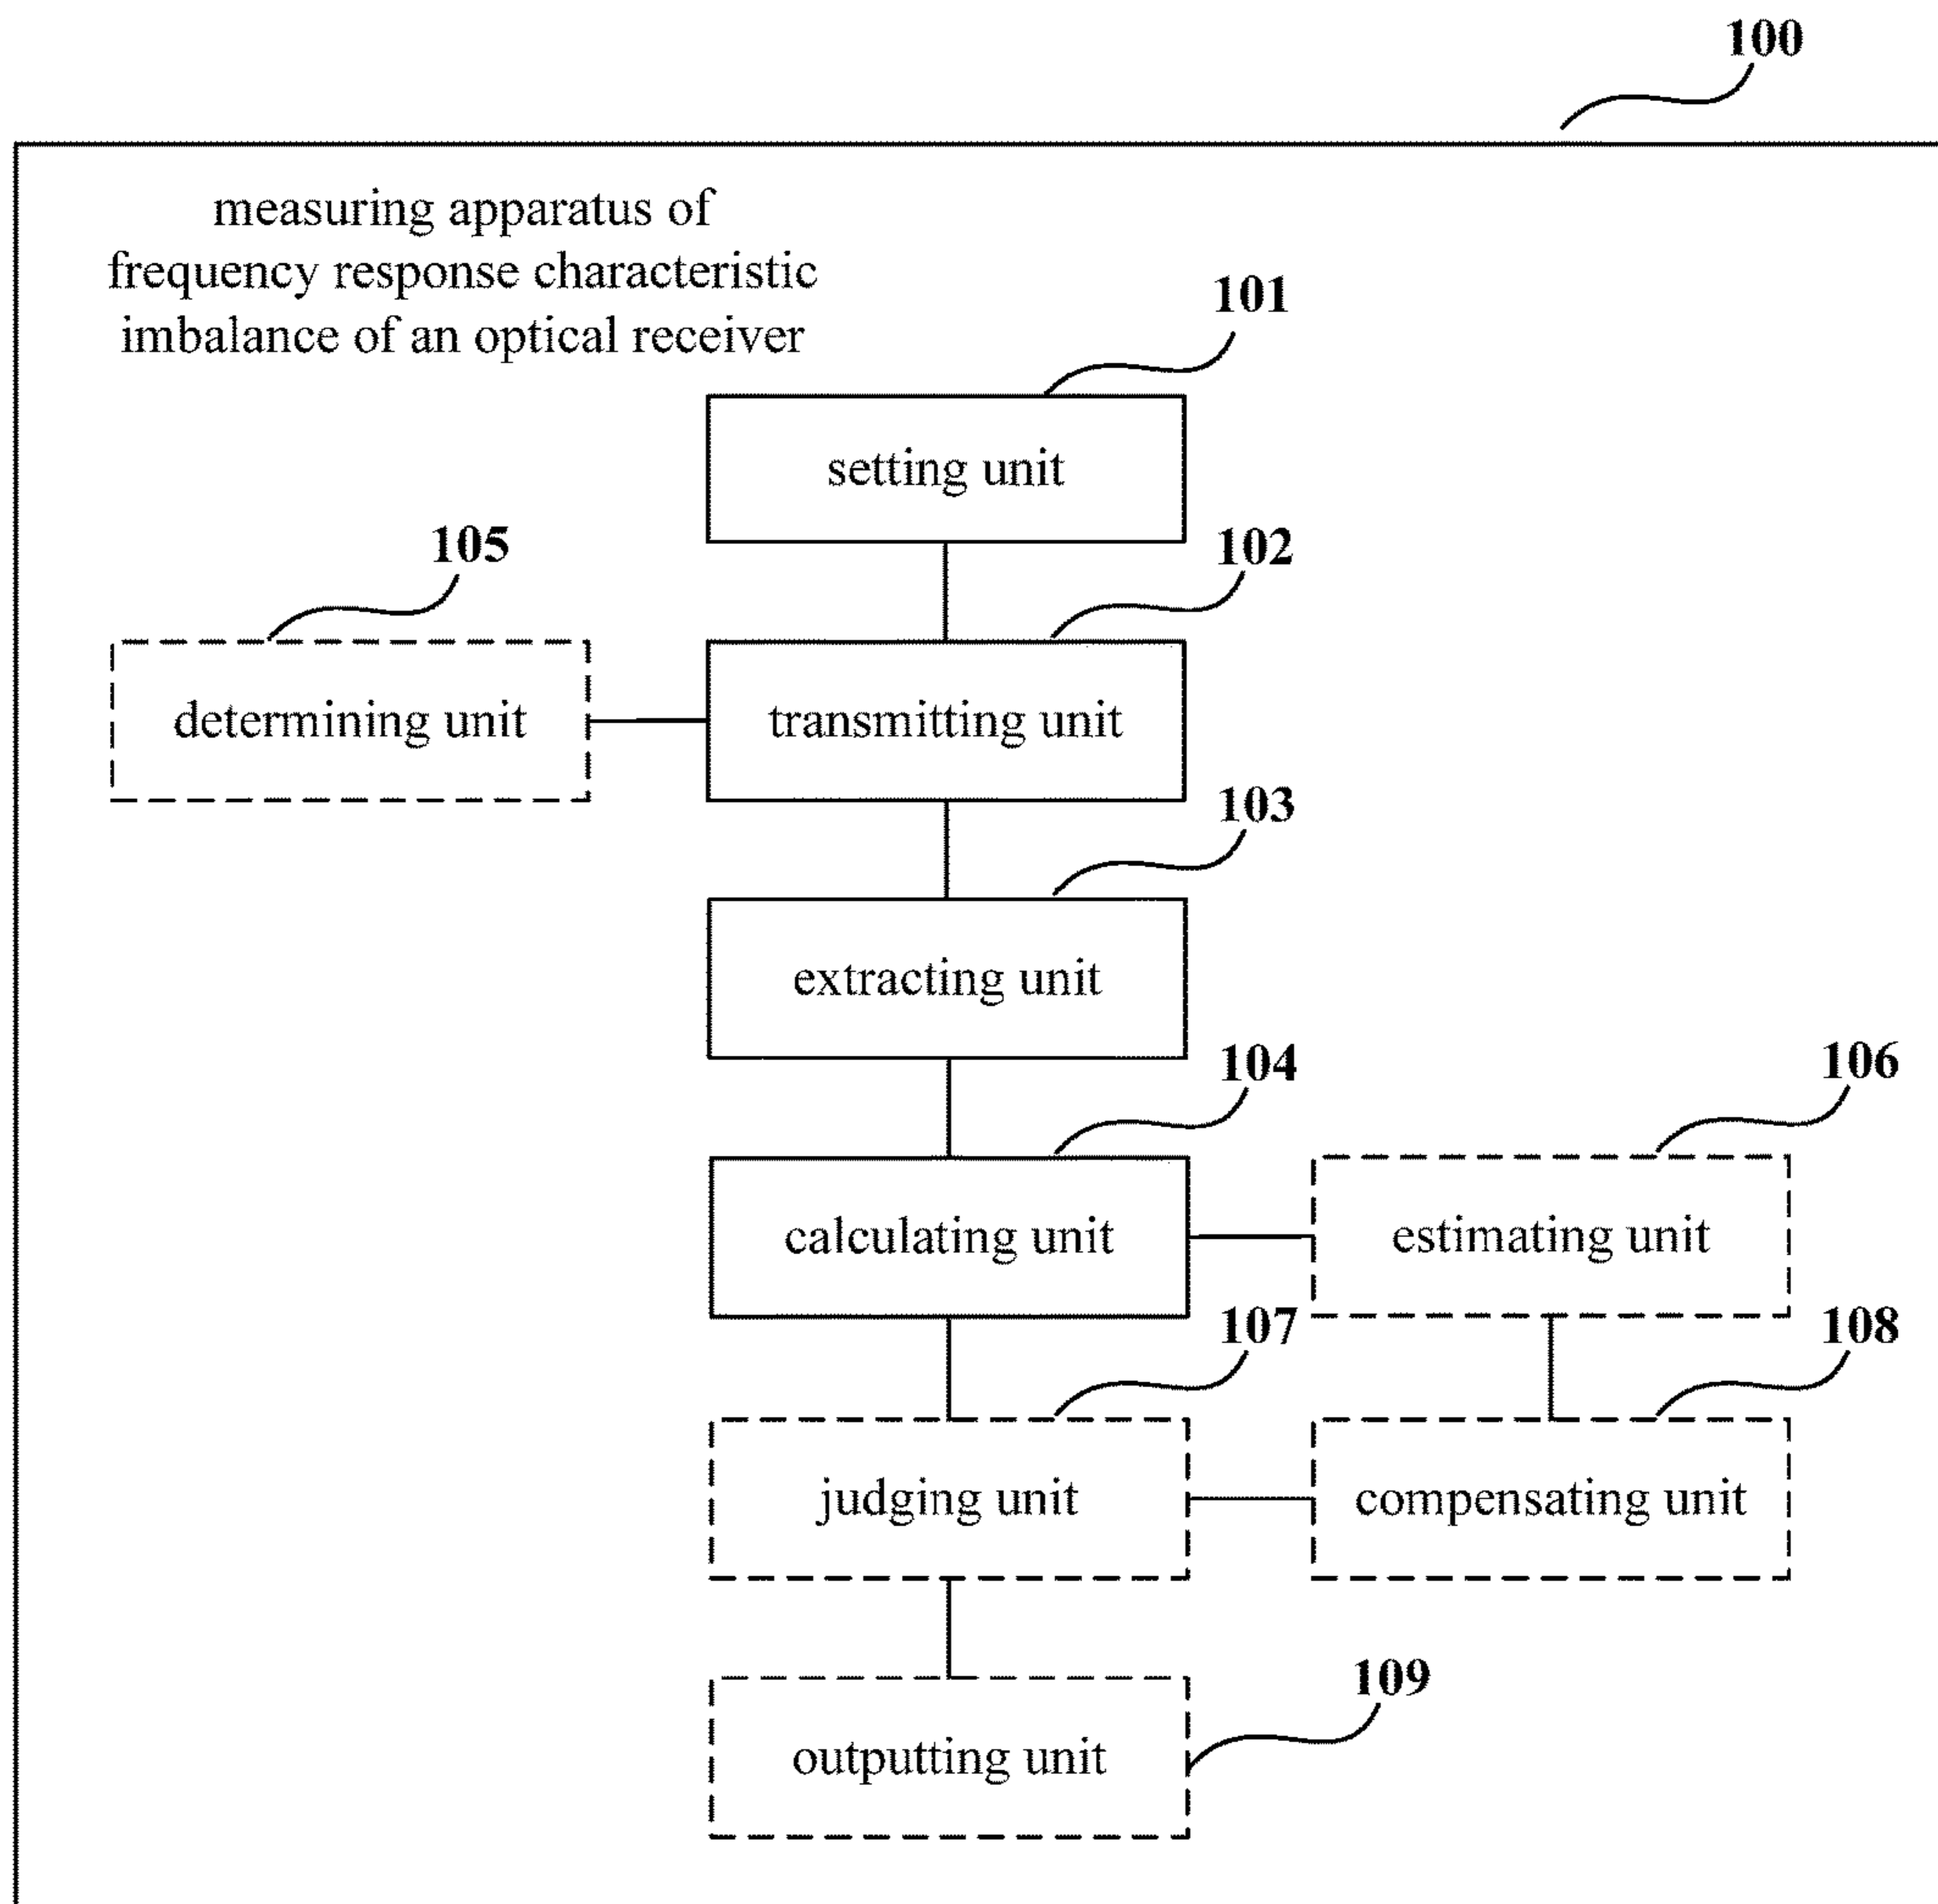 100
measuring apparatus of
frequency response characteristic
imbalance of an optical receiver
101
setting unit
105
102
determining unit
transmitting unit
103
extracting unit
104
106
calculating unit
estimating unit
107
108
judging unit
compensating unit
109
outputting unit